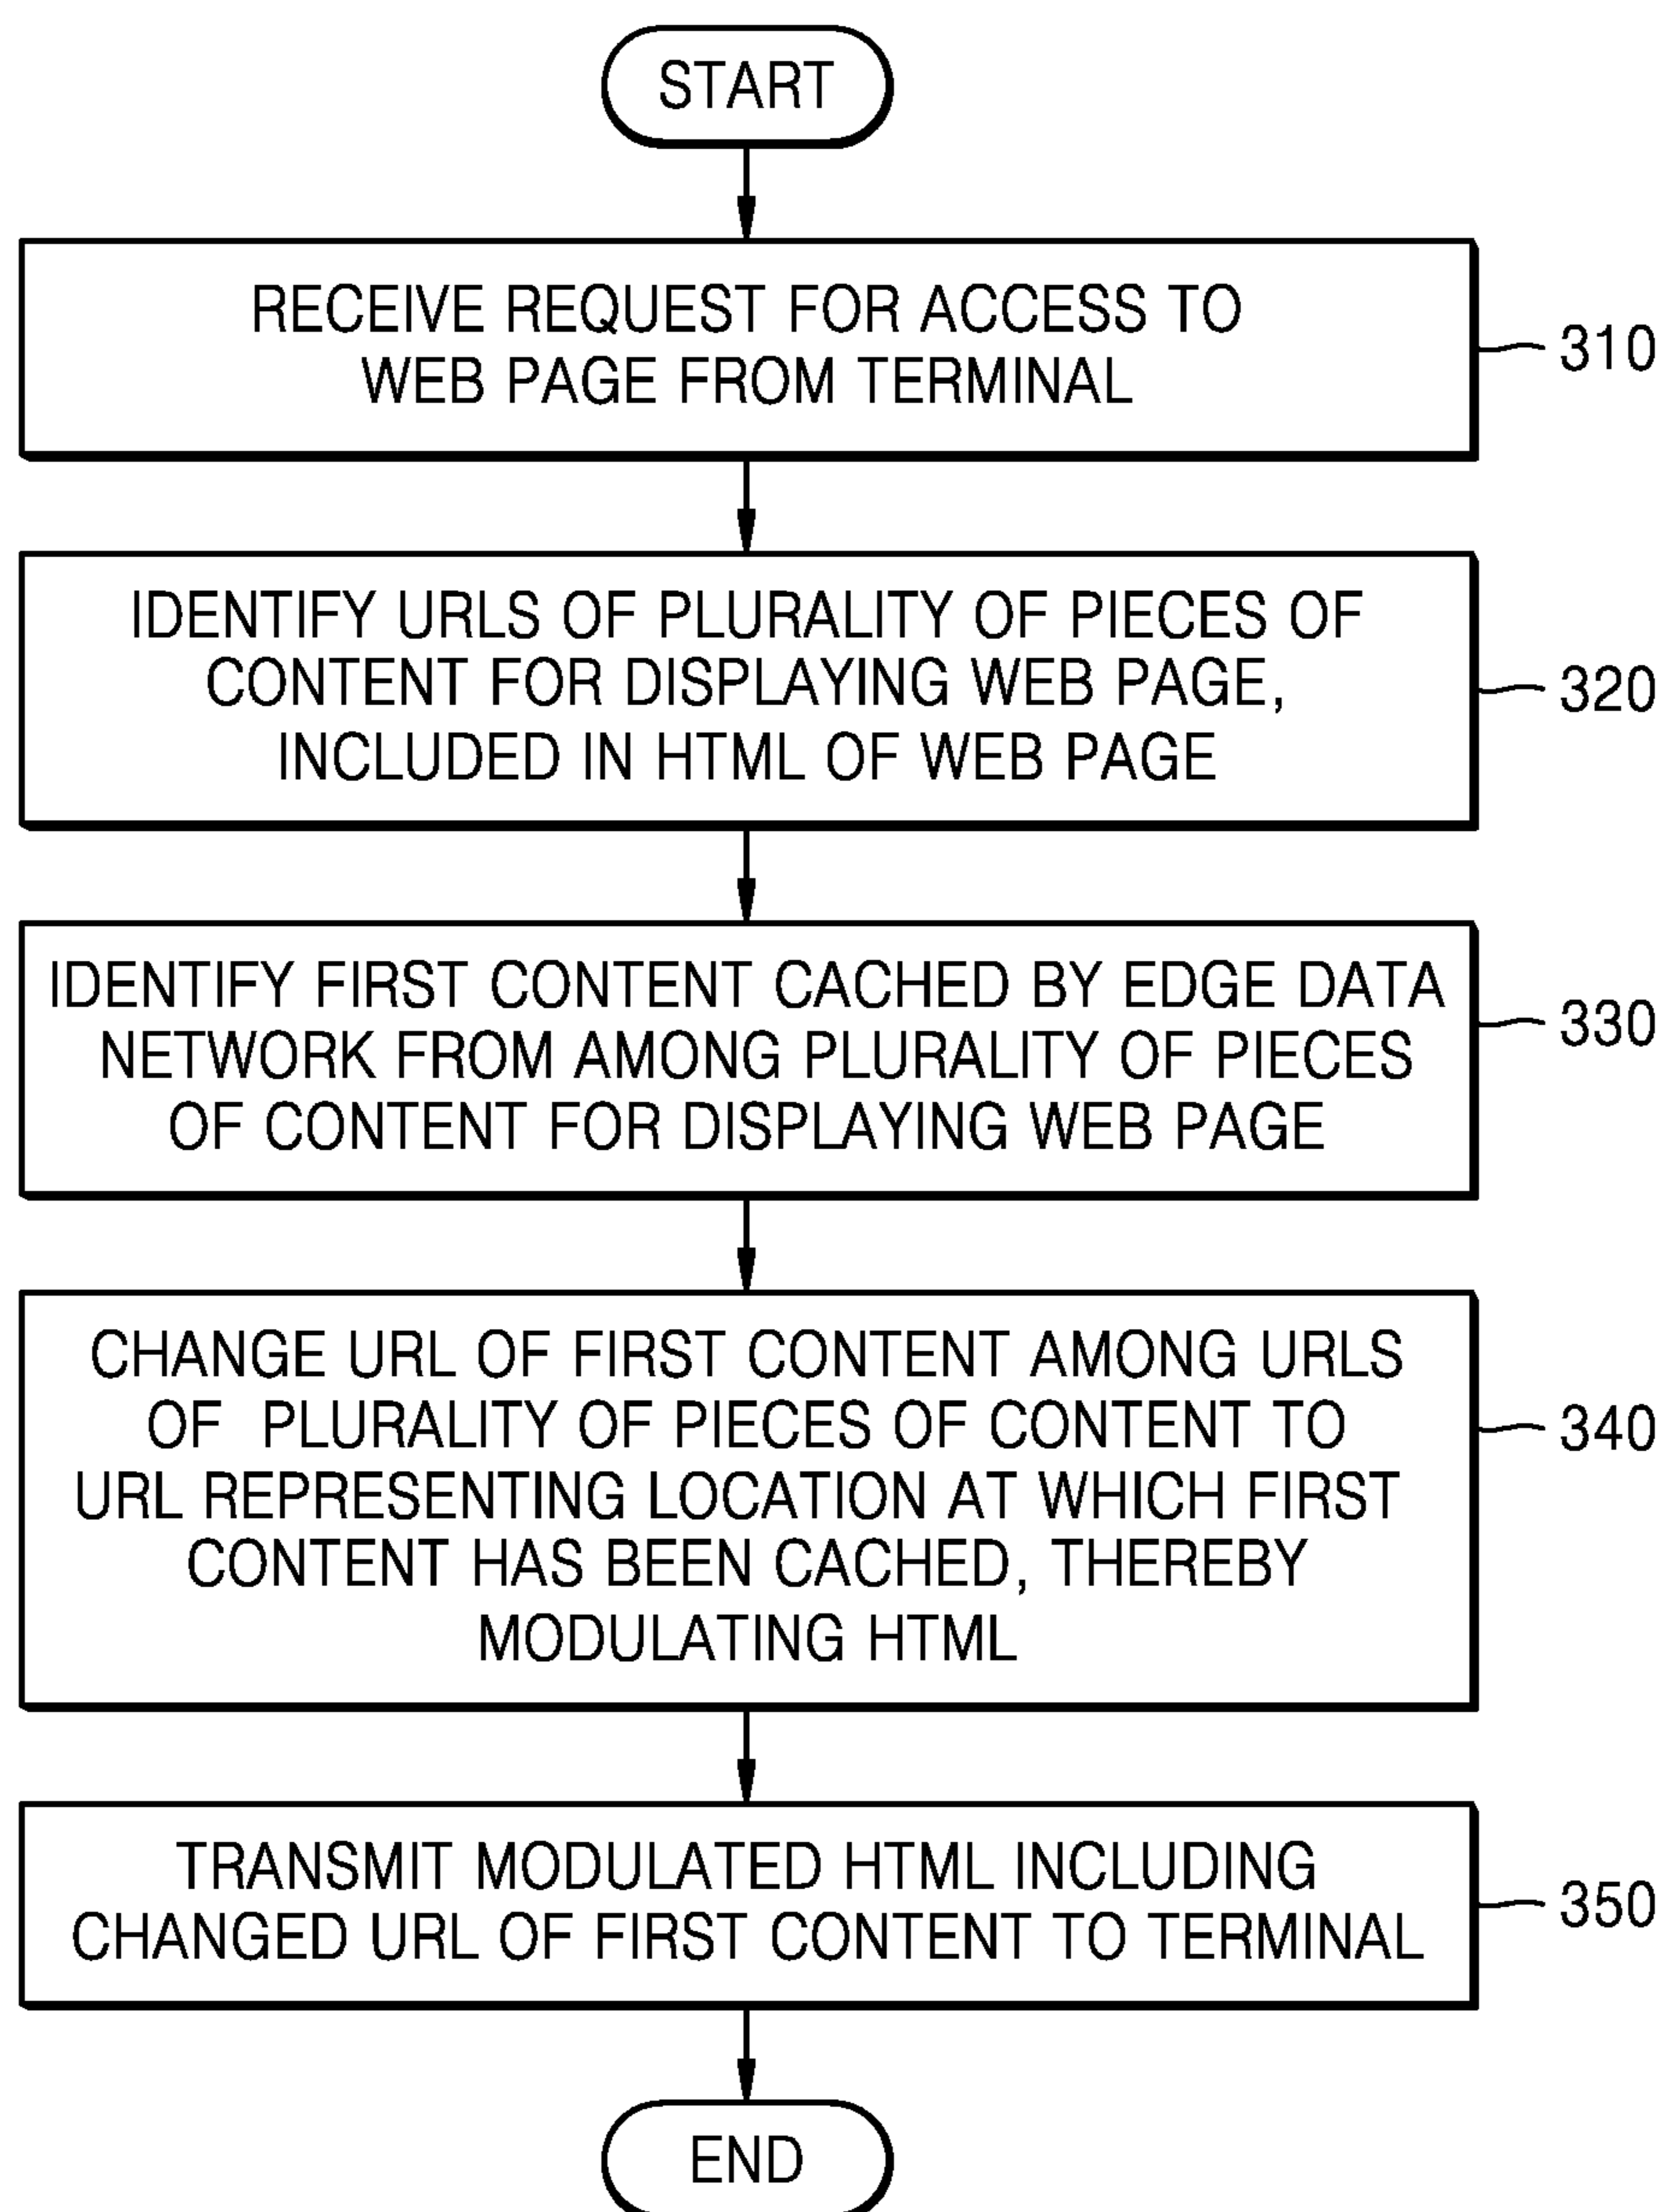 START
RECEIVE REQUEST FOR ACCESS TO
WEB PAGE FROM TERMINAL
310
IDENTIFY URLS OF PLURALITY OF PIECES OF
CONTENT FOR DISPLAYING WEB PAGE,
INCLUDED IN HTML OF WEB PAGE
320
IDENTIFY FIRST CONTENT CACHED BY EDGE DATA
NETWORK FROM AMONG PLURALITY OF PIECES
OF CONTENT FOR DISPLAYING WEB PAGE
330
CHANGE URL OF FIRST CONTENT AMONG URLS
OF PLURALITY OF PIECES OF CONTENT TO
URL REPRESENTING LOCATION AT WHICH FIRST
CONTENT HAS BEEN CACHED, THEREBY
MODULATING HTML
340
TRANSMIT MODULATED HTML INCLUDING
CHANGED URL OF FIRST CONTENT TO TERMINAL
350
END